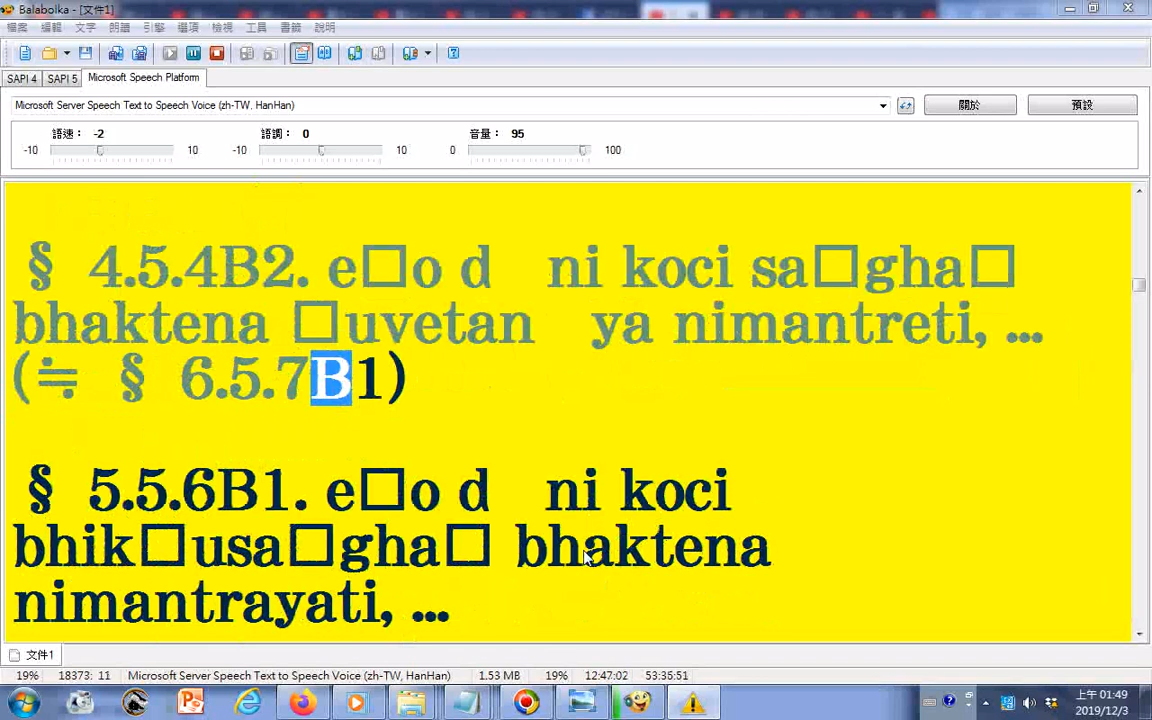 Balabolka - [文件1]
檔案 編輯 文字 朗讀 引擎 選項 檢視 工具 書籤 說明
SAPI 4 SAPI 5 Microsoft Speech Platform
Microsoft Server Speech Text to Speech Voice (zh-TW, HanHan) 關於 預設
語速： -2 語調： 0 音量： 95
-10 10 -10 10 0 100
§ 4.5.4B2. e□o d ni koci sa□gha□
bhaktena □uvetan ya nimantreti, ...
(≒ § 6.5.7B1)
§ 5.5.6B1. e□o d ni koci
bhik□usa□gha□ bhaktena
nimantrayati, ...
文件1
19% 18373: 11 Microsoft Server Speech Text to Speech Voice (zh-TW, HanHan) 1.53 MB 19% 12:47:02 53:35:51
上午 01:49
2019/12/3